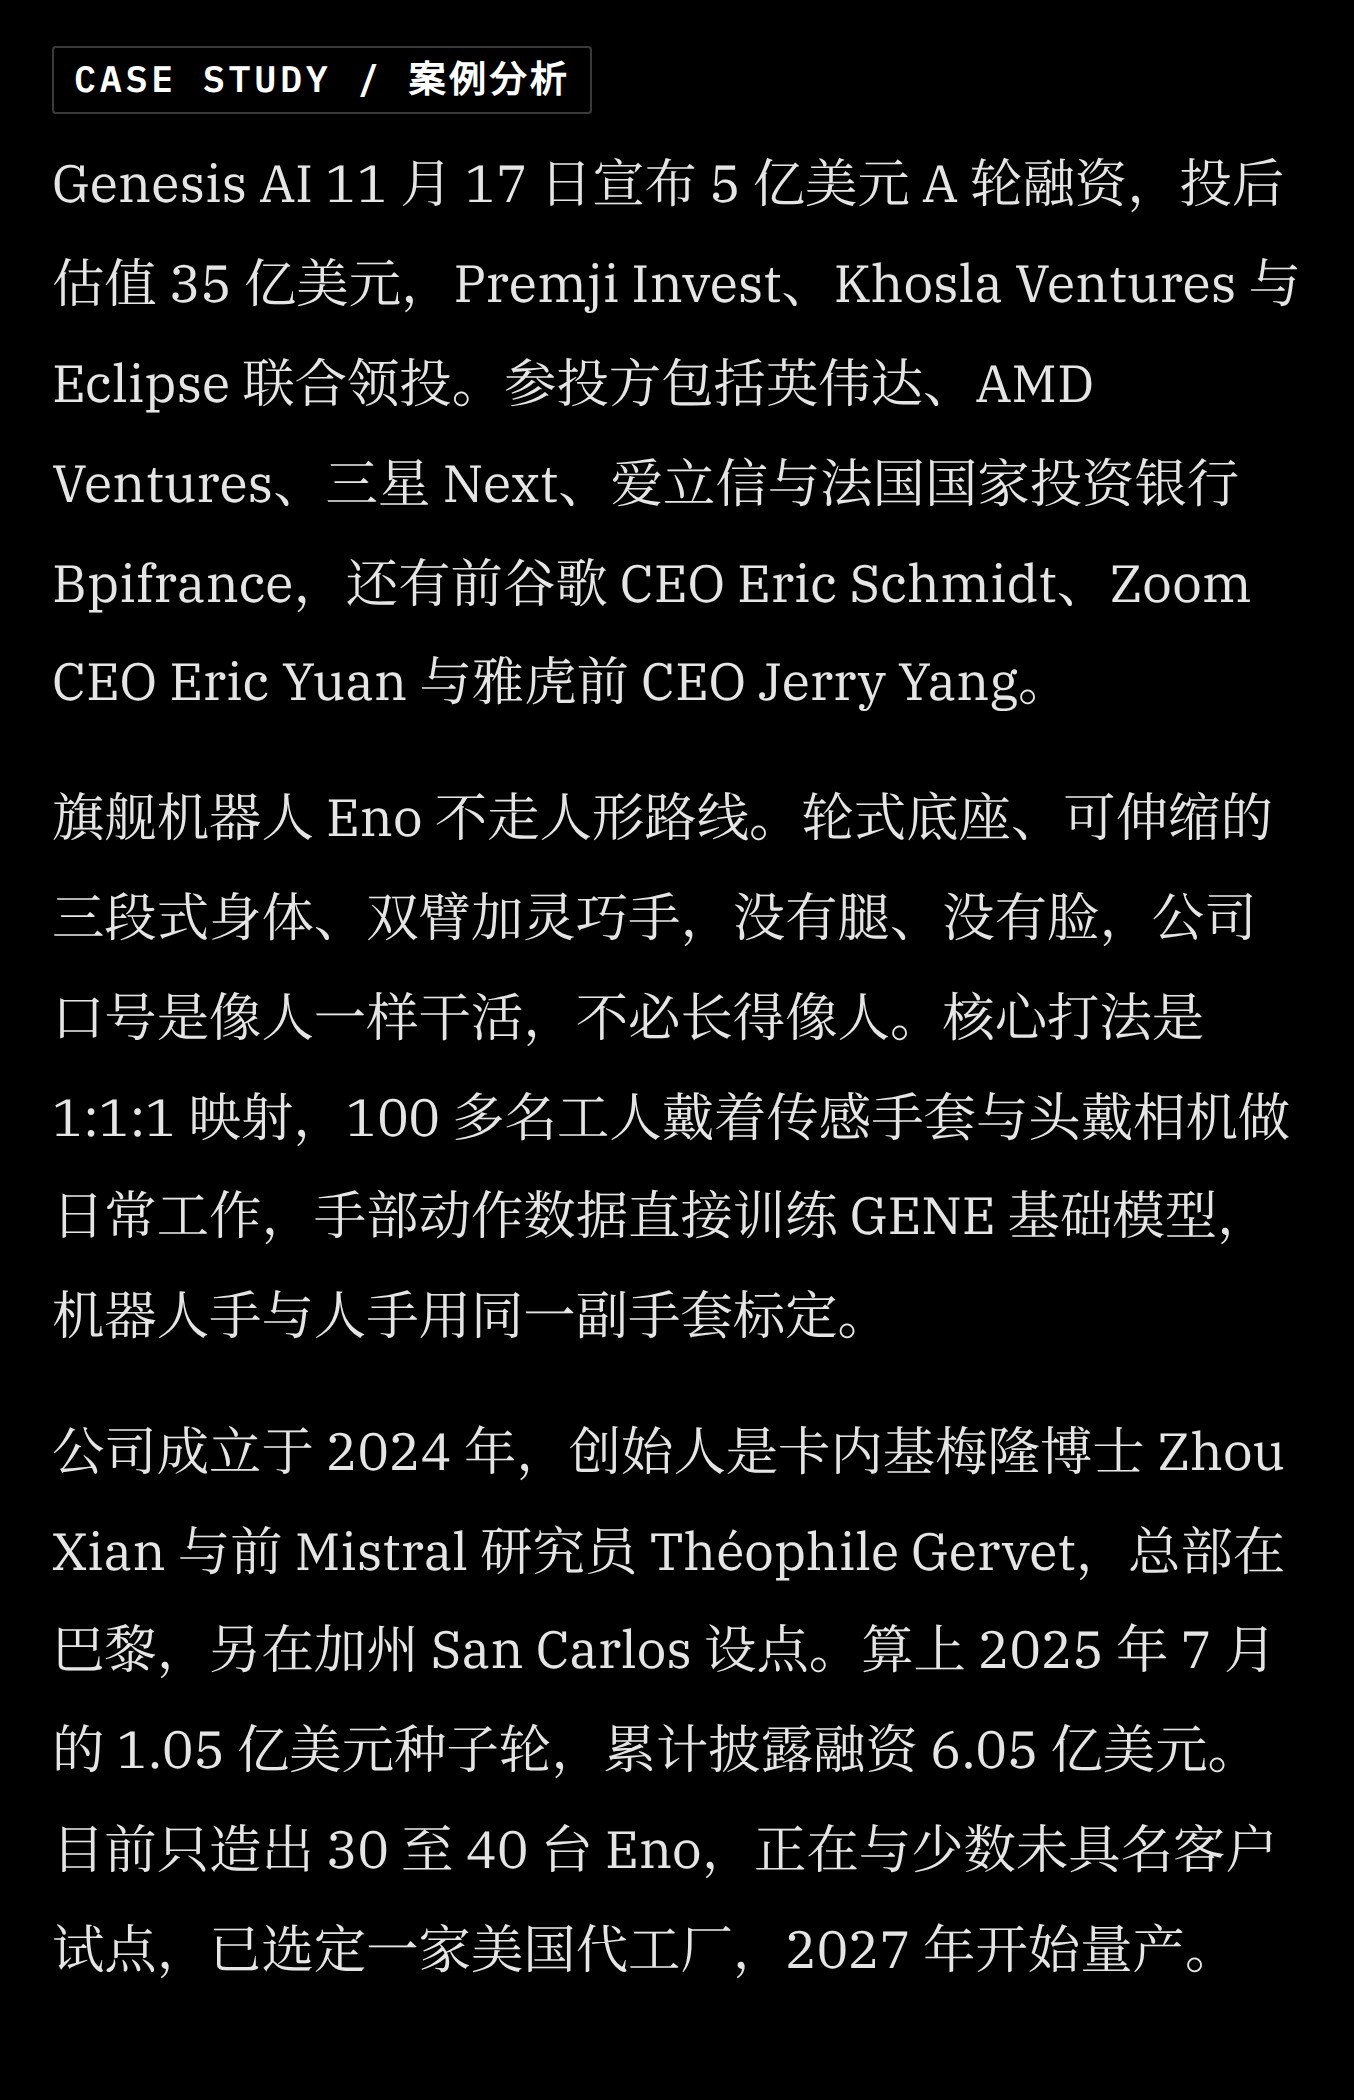 CASE STUDY / 案例分析
Genesis AI 11 月 17 日宣布 5 亿美元 A 轮融资，投后
估值 35 亿美元，Premji Invest、Khosla Ventures 与
Eclipse 联合领投。参投方包括英伟达、AMD
Ventures、三星 Next、爱立信与法国国家投资银行
Bpifrance，还有前谷歌 CEO Eric Schmidt、Zoom
CEO Eric Yuan 与雅虎前 CEO Jerry Yang。
旗舰机器人 Eno 不走人形路线。轮式底座、可伸缩的
三段式身体、双臂加灵巧手，没有腿、没有脸，公司
口号是像人一样干活，不必长得像人。核心打法是
1:1:1 映射，100 多名工人戴着传感手套与头戴相机做
日常工作，手部动作数据直接训练 GENE 基础模型，
机器人手与人手用同一副手套标定。
公司成立于 2024 年，创始人是卡内基梅隆博士 Zhou
Xian 与前 Mistral 研究员 Théophile Gervet，总部在
巴黎，另在加州 San Carlos 设点。算上 2025 年 7 月
的 1.05 亿美元种子轮，累计披露融资 6.05 亿美元。
目前只造出 30 至 40 台 Eno，正在与少数未具名客户
试点，已选定一家美国代工厂，2027 年开始量产。